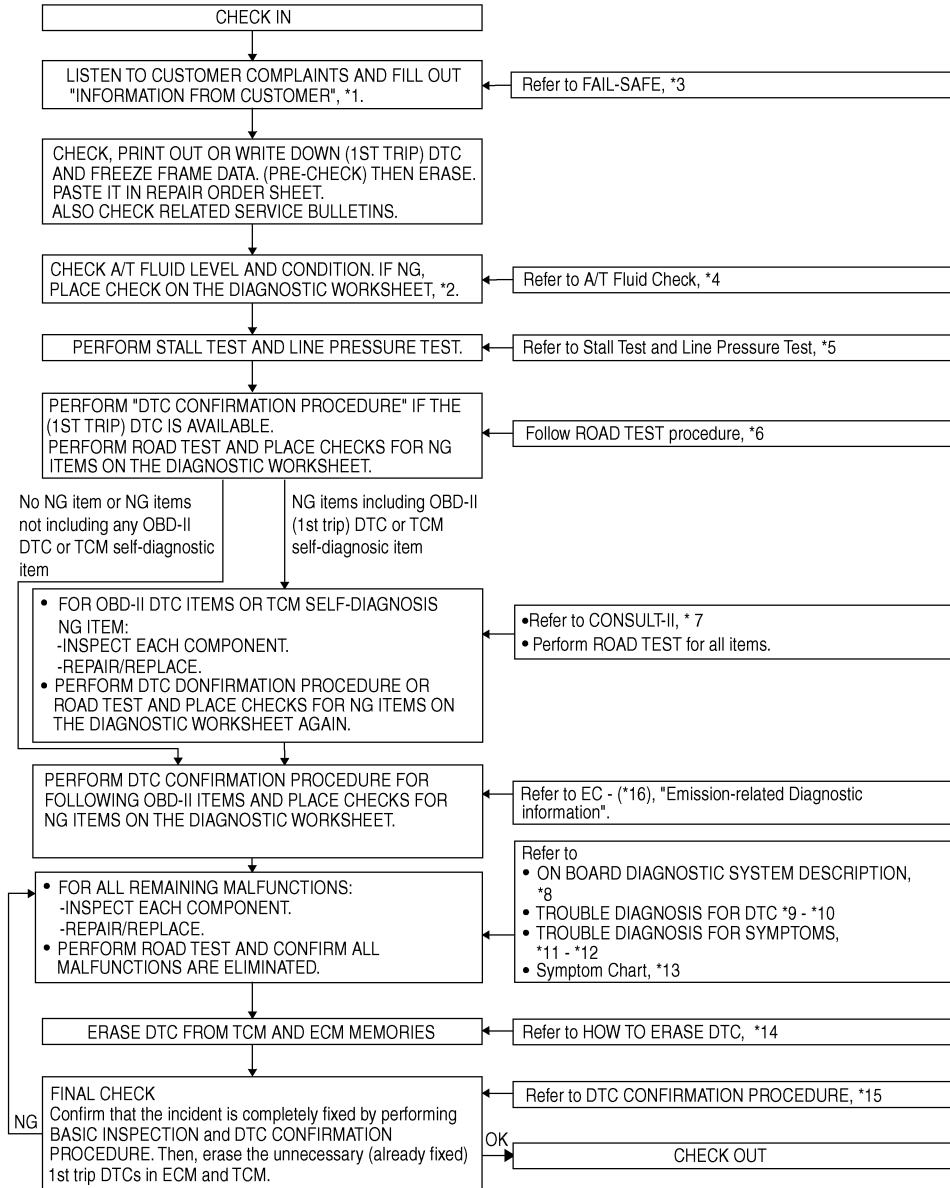 CHECK IN
LISTEN TO CUSTOMER COMPLAINTS AND FILL OUT
"INFORMATION FROM CUSTOMER", *1.
Refer to FAIL-SAFE, *3
CHECK, PRINT OUT OR WRITE DOWN (1ST TRIP) DTC
AND FREEZE FRAME DATA. (PRE-CHECK) THEN ERASE.
PASTE IT IN REPAIR ORDER SHEET.
ALSO CHECK RELATED SERVICE BULLETINS.
CHECK A/T FLUID LEVEL AND CONDITION. IF NG,
PLACE CHECK ON THE DIAGNOSTIC WORKSHEET, *2.
Refer to A/T Fluid Check, *4
PERFORM STALL TEST AND LINE PRESSURE TEST.
Refer to Stall Test and Line Pressure Test, *5
PERFORM "DTC CONFIRMATION PROCEDURE" IF THE
(1ST TRIP) DTC IS AVAILABLE.
PERFORM ROAD TEST AND PLACE CHECKS FOR NG
ITEMS ON THE DIAGNOSTIC WORKSHEET.
Follow ROAD TEST procedure, *6
No NG item or NG items
not including any OBD-II
DTC or TCM self-diagnostic
item
NG items including OBD-II
(1st trip) DTC or TCM
self-diagnosic item
• FOR OBD-II DTC ITEMS OR TCM SELF-DIAGNOSIS
NG ITEM:
-INSPECT EACH COMPONENT.
-REPAIR/REPLACE.
• PERFORM DTC DONFIRMATION PROCEDURE OR
ROAD TEST AND PLACE CHECKS FOR NG ITEMS ON
THE DIAGNOSTIC WORKSHEET AGAIN.
•Refer to CONSULT-II, * 7
• Perform ROAD TEST for all items.
PERFORM DTC CONFIRMATION PROCEDURE FOR
FOLLOWING OBD-II ITEMS AND PLACE CHECKS FOR
NG ITEMS ON THE DIAGNOSTIC WORKSHEET.
Refer to EC - (*16), "Emission-related Diagnostic
information".
• FOR ALL REMAINING MALFUNCTIONS:
-INSPECT EACH COMPONENT.
-REPAIR/REPLACE.
• PERFORM ROAD TEST AND CONFIRM ALL
MALFUNCTIONS ARE ELIMINATED.
Refer to
• ON BOARD DIAGNOSTIC SYSTEM DESCRIPTION,
*8
• TROUBLE DIAGNOSIS FOR DTC *9 - *10
• TROUBLE DIAGNOSIS FOR SYMPTOMS,
*11 - *12
• Symptom Chart, *13
ERASE DTC FROM TCM AND ECM MEMORIES
Refer to HOW TO ERASE DTC, *14
FINAL CHECK
Confirm that the incident is completely fixed by performing
BASIC INSPECTION and DTC CONFIRMATION
PROCEDURE. Then, erase the unnecessary (already fixed)
1st trip DTCs in ECM and TCM.
NG
Refer to DTC CONFIRMATION PROCEDURE, *15
OK
CHECK OUT